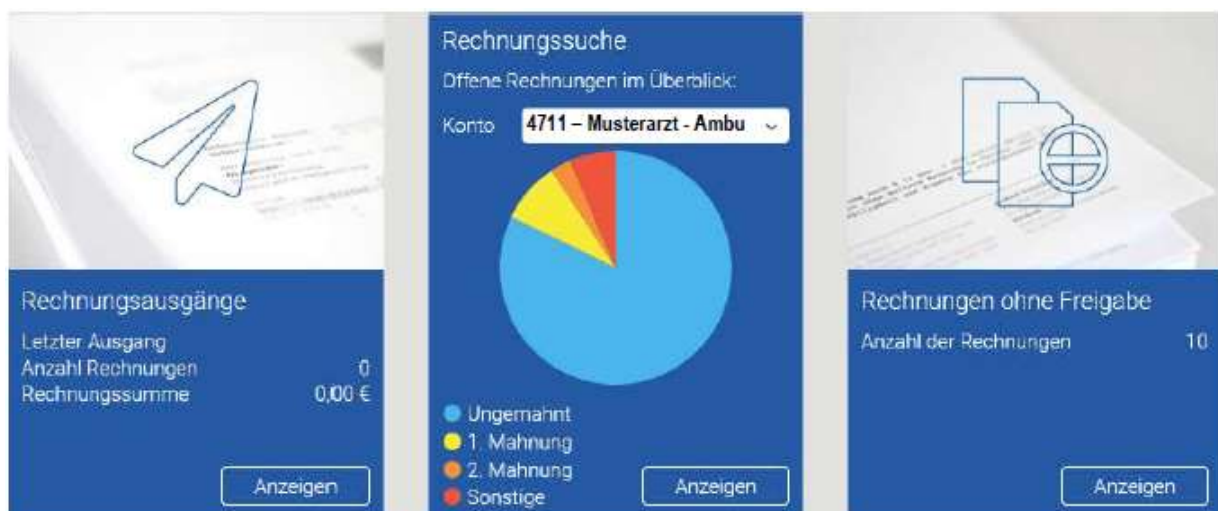 Rechnungsausgänge
Letzter Ausgang
Anzahl Rechnungen 0
Rechnungssumme 0,00 €
Anzeigen
Rechnungssuche
Offene Rechnungen im Überblick:
Konto 4711 – Musterarzt - Ambu
Ungemahnt
1. Mahnung
2. Mahnung
Sonstige
Anzeigen
Rechnungen ohne Freigabe
Anzahl der Rechnungen 10
Anzeigen